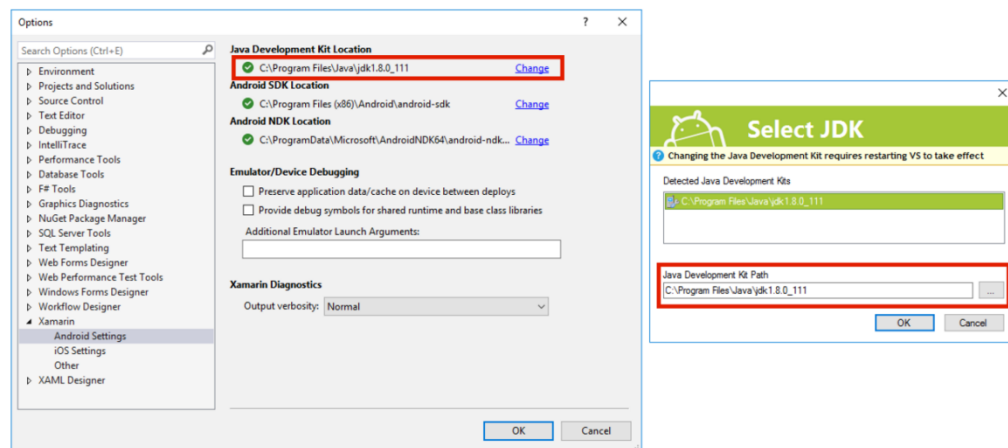 Options
?
Search Options (Ctrl+E)
Environment
Projects and Solutions
Source Control
Text Editor
Debugging
IntelliTrace
Performance Tools
Database Tools
F# Tools
Graphics Diagnostics
NuGet Package Manager
SQL Server Tools
Text Templating
Web Forms Designer
Web Performance Test Tools
Windows Forms Designer
Workflow Designer
Xamarin
Android Settings
iOS Settings
Other
XAML Designer
Java Development Kit Location
C:\Program Files\Java\jdk1.8.0_111 Change
Android SDK Location
C:\Program Files (x86)\Android\android-sdk Change
Android NDK Location
C:\ProgramData\Microsoft\AndroidNDK64\android-ndk... Change
Emulator/Device Debugging
Preserve application data/cache on device between deploys
Provide debug symbols for shared runtime and base class libraries
Additional Emulator Launch Arguments:
Xamarin Diagnostics
Output verbosity: Normal
OK Cancel
Select JDK
Changing the Java Development Kit requires restarting VS to take effect
Detected Java Development Kits
C:\Program Files\Java\jdk1.8.0_111
Java Development Kit Path
C:\Program Files\Java\jdk1.8.0_111 ...
OK Cancel